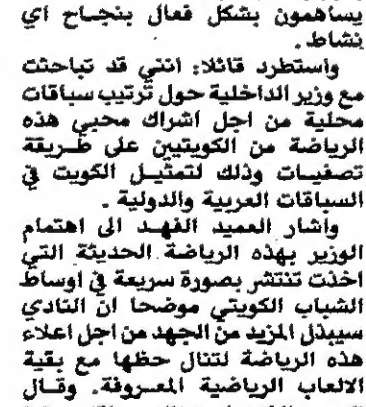 يساهمون بشكل فعال بنجاح اي
نشاط.
واستطرد قائلا: انني قد تباحثت
مع وزير الداخلية حول ترتيب سباقات
محلية من اجل اشراك محبي هذه
الرياضة من الكويتيين على طريقة
تصفيات وذلك لتمثيل الكويت في
السباقات العربية والدولية .
واشار العميد الفهد الى اهتمام
الوزير بهذه الرياضة الحديثة التي
اخذت تنتشر بصورة سريعة في اوساط
الشباب الكويتي موضحا ان النادي
سيبذل المزيد من الجهد من اجل اعلاء
هذه الرياضة لتنال حظها مع بقية
الالعاب الرياضية المعروفة. وقال